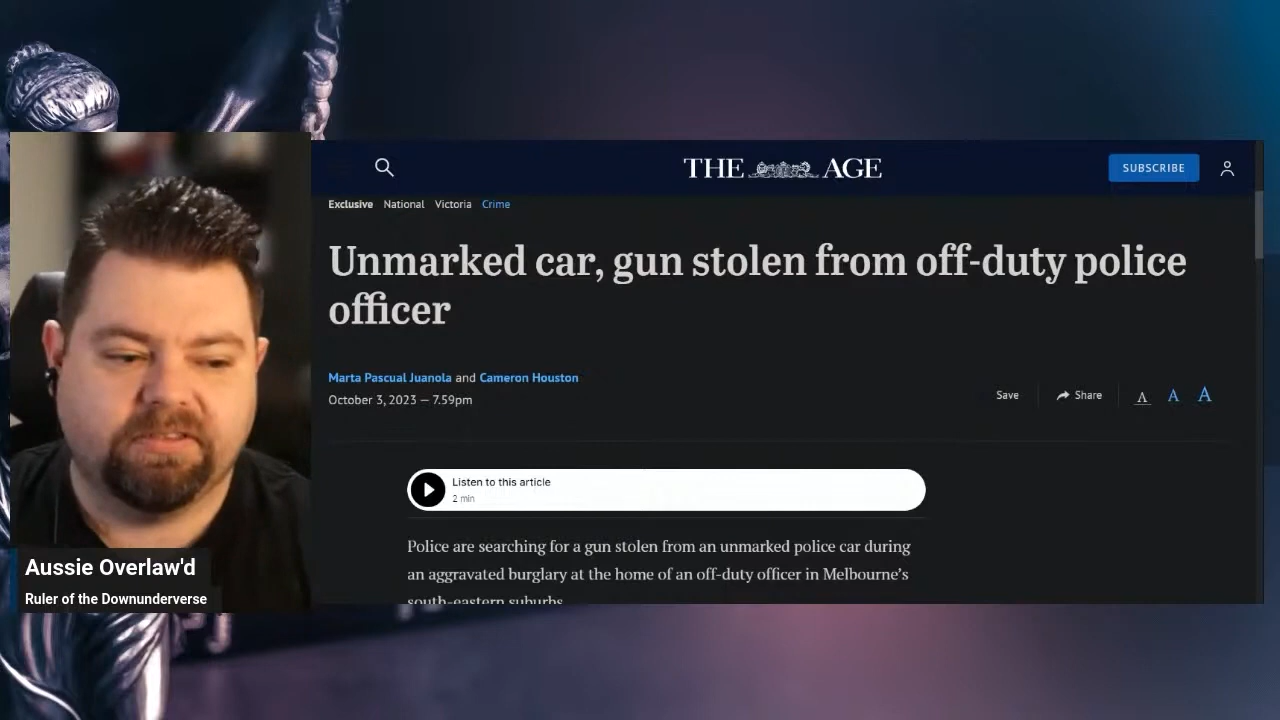 THE AGE
SUBSCRIBE
Exclusive National Victoria Crime
Unmarked car, gun stolen from off-duty police
officer
Marta Pascual Juanola and Cameron Houston
October 3, 2023 — 7.59pm
Save
Share
A A A
Listen to this article
2 min
Police are searching for a gun stolen from an unmarked police car during
an aggravated burglary at the home of an off-duty officer in Melbourne's
south-eastern suburbs
Aussie Overlaw'd
Ruler of the Downunderverse